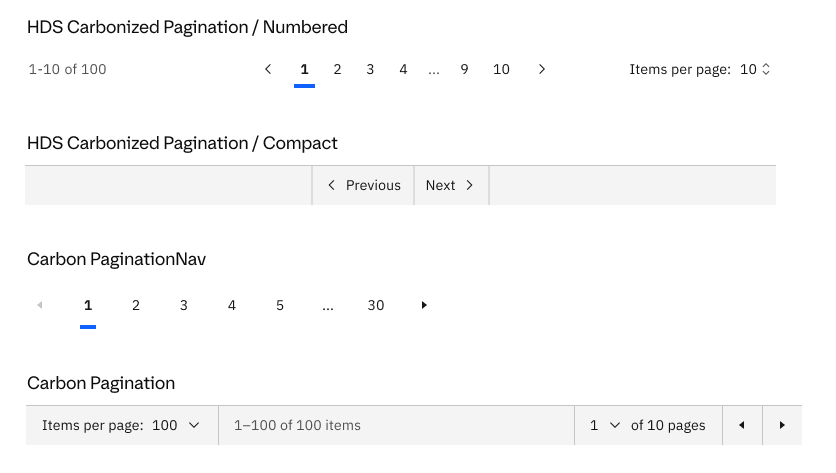 HDS Carbonized Pagination / Numbered
1-10 of 100 1 2 3 4 ... 9 10 Items per page: 10
HDS Carbonized Pagination / Compact
Previous Next
Carbon PaginationNav
1 2 3 4 5 ... 30
Carbon Pagination
Items per page: 100 1–100 of 100 items 1 of 10 pages